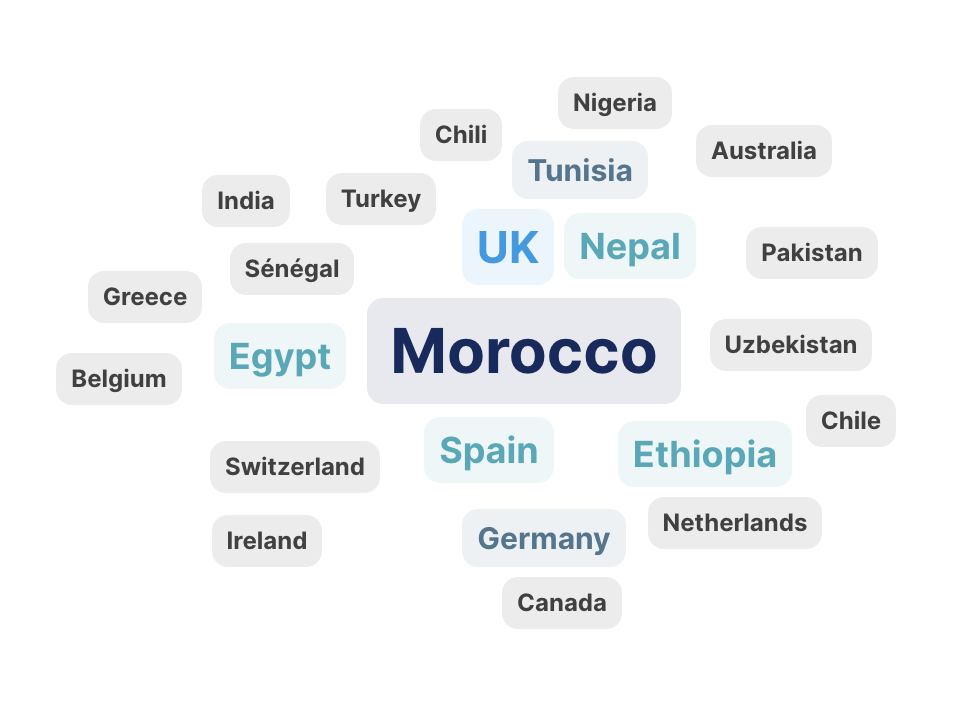 Nigeria
Chili
Australia
Tunisia
India
Turkey
UK
Nepal
Pakistan
Sénégal
Greece
Uzbekistan
Morocco
Egypt
Belgium
Chile
Spain
Ethiopia
Switzerland
Netherlands
Ireland
Germany
Canada